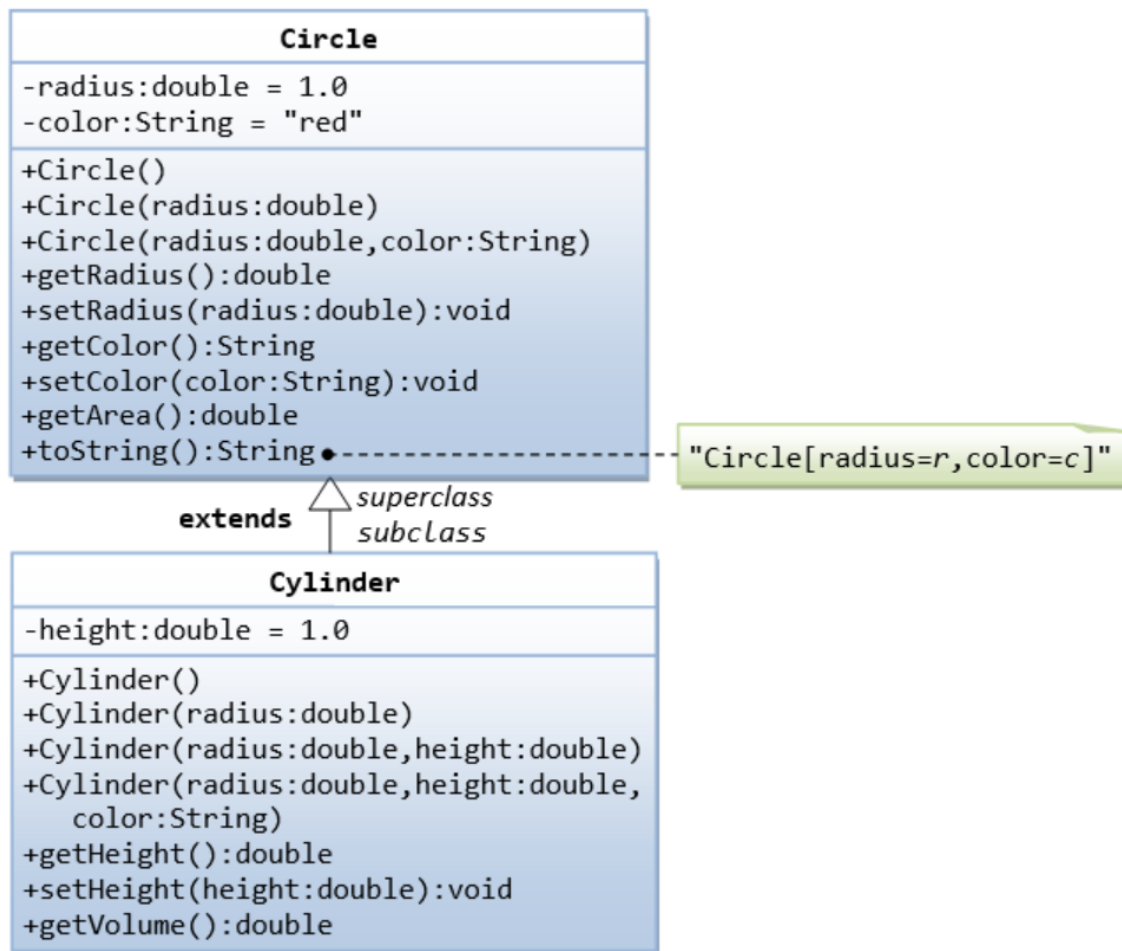 Circle
-radius:double = 1.0
-color:String = "red"
+Circle()
+Circle(radius:double)
+Circle(radius:double,color:String)
+getRadius():double
+setRadius(radius:double):void
+getColor():String
+setColor(color:String):void
+getArea():double
+toString():String
"Circle[radius=r,color=c]"
superclass
extends
subclass
Cylinder
-height:double = 1.0
+Cylinder()
+Cylinder(radius:double)
+Cylinder(radius:double,height:double)
+Cylinder(radius:double,height:double,
color:String)
+getHeight():double
+setHeight(height:double):void
+getVolume():double